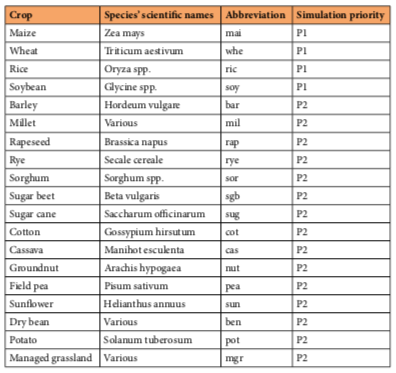 Crop Species' scientific names Abbreviation Simulation priority
Maize Zea mays mai P1
Wheat Triticum aestivum whe P1
Rice Oryza spp. ric P1
Soybean Glycine spp. soy P1
Barley Hordeum vulgare bar P2
Millet Various mil P2
Rapeseed Brassica napus rap P2
Rye Secale cereale rye P2
Sorghum Sorghum spp. sor P2
Sugar beet Beta vulgaris sgb P2
Sugar cane Saccharum officinarum sug P2
Cotton Gossypium hirsutum cot P2
Cassava Manihot esculenta cas P2
Groundnut Arachis hypogaea nut P2
Field pea Pisum sativum pea P2
Sunflower Helianthus annuus sun P2
Dry bean Various ben P2
Potato Solanum tuberosum pot P2
Managed grassland Various mgr P2